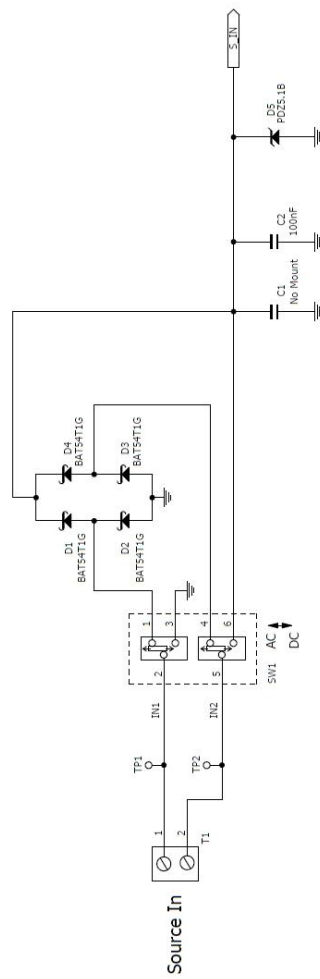 Source In
1
2
T1
TP1
TP2
IN1
IN2
2
5
1
3
4
6
SW1
AC
DC
D1
BAT54T1G
D2
BAT54T1G
D4
BAT54T1G
D3
BAT54T1G
C1
No Mount
C2
100nF
D5
PDZ5.1B
S_IN